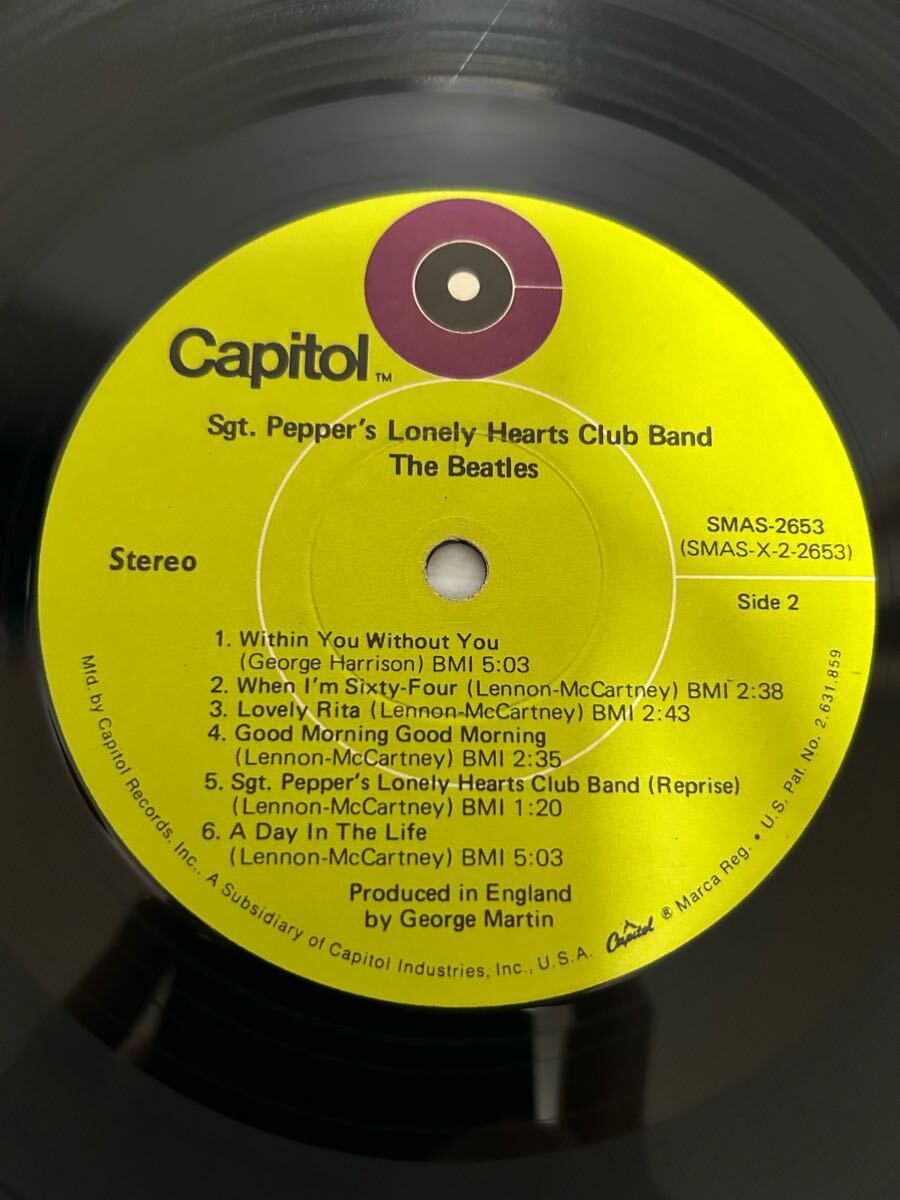 Capitol TM
Sgt. Pepper's Lonely Hearts Club Band
The Beatles
Stereo
SMAS-2653
(SMAS-X-2-2653)
Side 2
1. Within You Without You
(George Harrison) BMI 5:03
2. When I'm Sixty-Four (Lennon-McCartney) BMI 2:38
3. Lovely Rita (Lennon-McCartney) BMI 2:43
4. Good Morning Good Morning
(Lennon-McCartney) BMI 2:35
5. Sgt. Pepper's Lonely Hearts Club Band (Reprise)
(Lennon-McCartney) BMI 1:20
6. A Day In The Life
(Lennon-McCartney) BMI 5:03
Produced in England
by George Martin
Mfd. by Capitol Records, Inc., A Subsidiary of Capitol Industries, Inc., U.S.A. Capitol ® Marca Reg. • U.S. Pat. No. 2.631.859